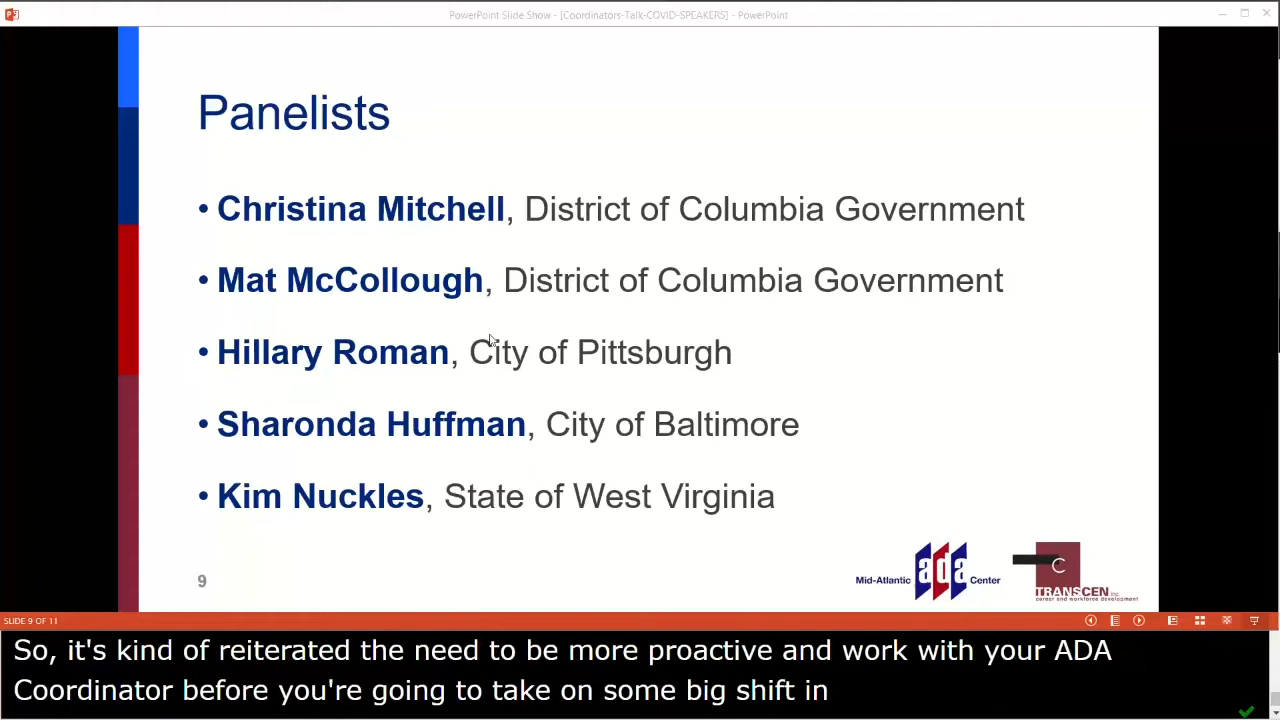 PowerPoint Slide Show - [Coordinators-Talk-COVID-SPEAKERS] - PowerPoint
Panelists
• Christina Mitchell, District of Columbia Government
• Mat McCollough, District of Columbia Government
• Hillary Roman, City of Pittsburgh
• Sharonda Huffman, City of Baltimore
• Kim Nuckles, State of West Virginia
9
Mid-Atlantic ada Center
C
TRANSCEN inc.
career and workforce development
SLIDE 9 OF 11
So, it's kind of reiterated the need to be more proactive and work with your ADA
Coordinator before you're going to take on some big shift in